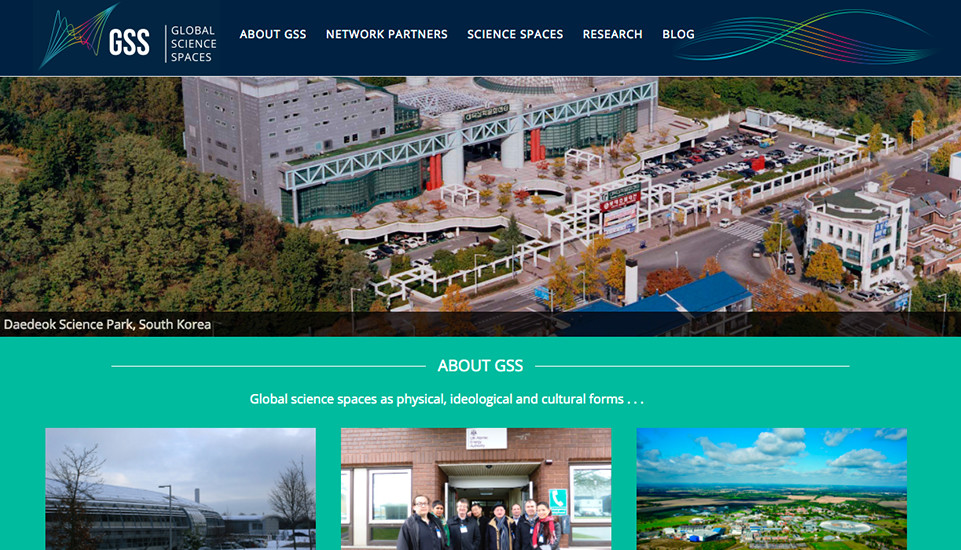 GSS
GLOBAL
SCIENCE
SPACES
ABOUT GSS
NETWORK PARTNERS
SCIENCE SPACES
RESEARCH
BLOG
Daedeok Science Park, South Korea
ABOUT GSS
Global science spaces as physical, ideological and cultural forms . . .